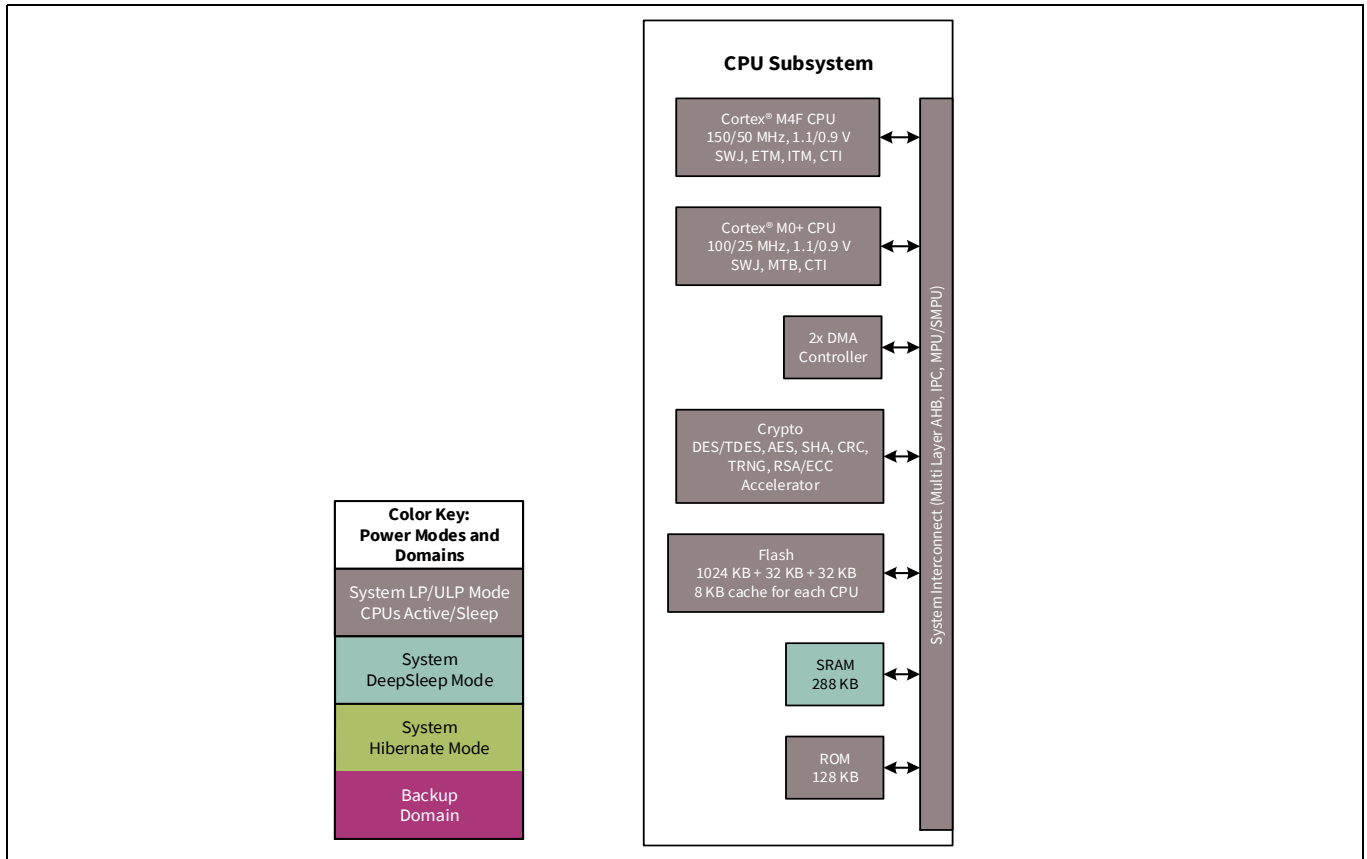 CPU Subsystem
Cortex® M4F CPU
150/50 MHz, 1.1/0.9 V
SWJ, ETM, ITM, CTI
Cortex® M0+ CPU
100/25 MHz, 1.1/0.9 V
SWJ, MTB, CTI
2x DMA
Controller
Crypto
DES/TDES, AES, SHA, CRC,
TRNG, RSA/ECC
Accelerator
Flash
1024 KB + 32 KB + 32 KB
8 KB cache for each CPU
SRAM
288 KB
ROM
128 KB
System Interconnect (Multi Layer AHB, IPC, MPU/SMPU)
Color Key:
Power Modes and
Domains
System LP/ULP Mode
CPUs Active/Sleep
System
DeepSleep Mode
System
Hibernate Mode
Backup
Domain